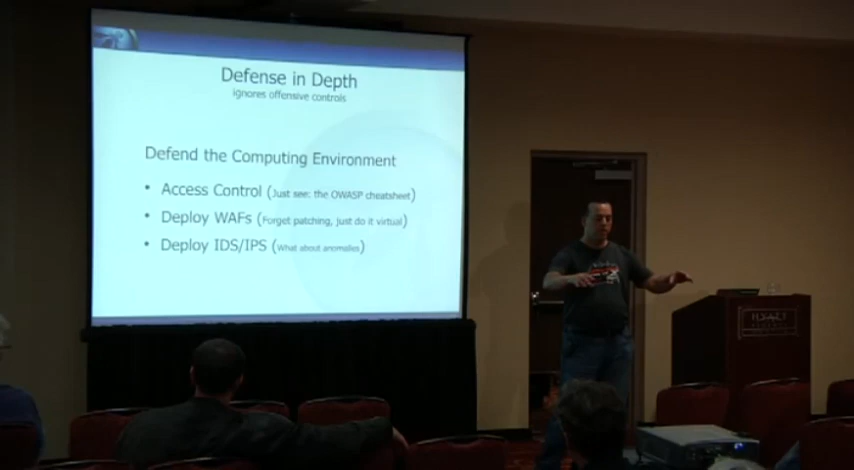 Defense in Depth
ignores offensive controls
Defend the Computing Environment
• Access Control (Just see: the OWASP cheatsheet)
• Deploy WAFs (Forget patching, just do it virtual)
• Deploy IDS/IPS (What about anomalies)
HYATT